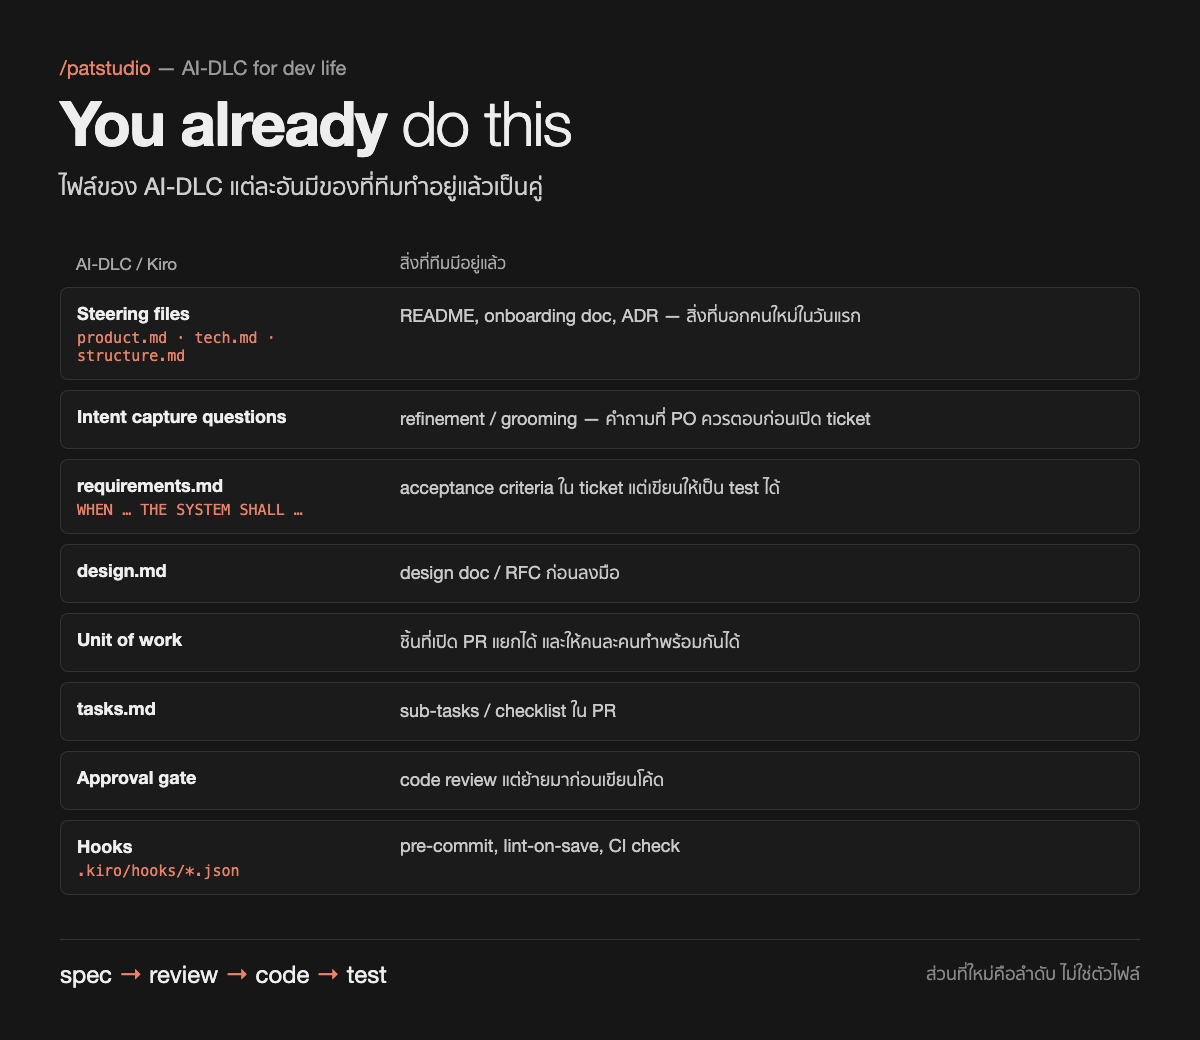 /patstudio — AI-DLC for dev life
You already do this
ไฟล์ของ AI-DLC แต่ละอันมีของที่ทีมทำอยู่แล้วเป็นคู่
AI-DLC / Kiro
สิ่งที่ทีมมีอยู่แล้ว
Steering files
product.md · tech.md ·
structure.md
README, onboarding doc, ADR — สิ่งที่บอกคนใหม่ในวันแรก
Intent capture questions
refinement / grooming — คำถามที่ PO ควรตอบก่อนเปิด ticket
requirements.md
WHEN … THE SYSTEM SHALL …
acceptance criteria ใน ticket แต่เขียนให้เป็น test ได้
design.md
design doc / RFC ก่อนลงมือ
Unit of work
ชิ้นที่เปิด PR แยกได้ และให้คนละคนทำพร้อมกันได้
tasks.md
sub-tasks / checklist ใน PR
Approval gate
code review แต่ย้ายมาก่อนเขียนโค้ด
Hooks
.kiro/hooks/*.json
pre-commit, lint-on-save, CI check
spec → review → code → test
ส่วนที่ใหม่คือลำดับ ไม่ใช่ตัวไฟล์